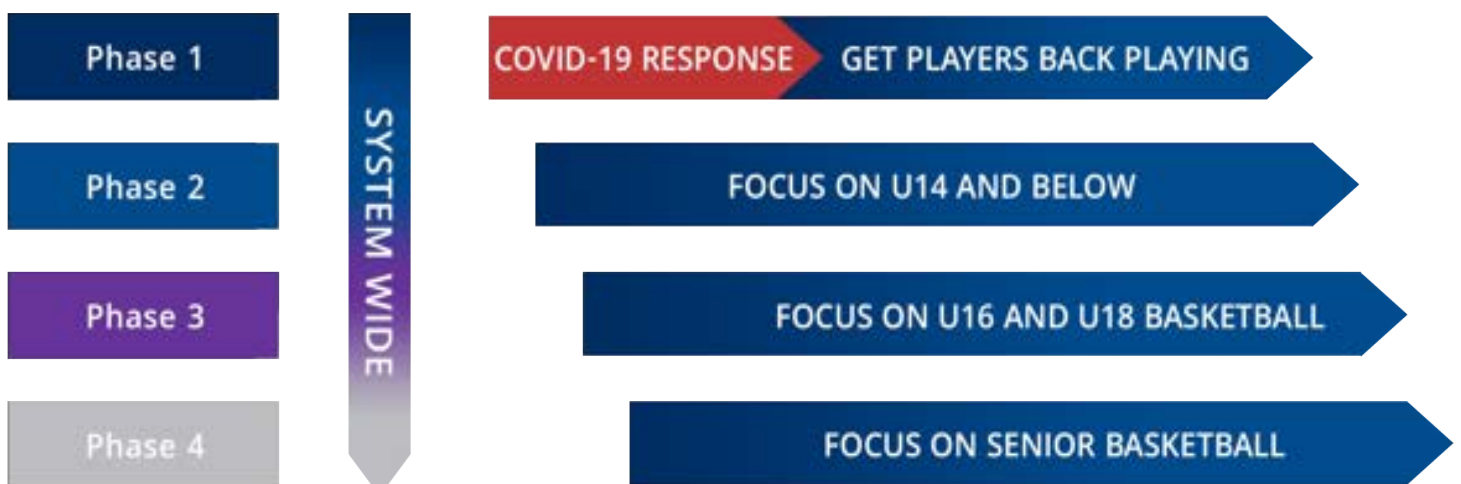 Phase 1
COVID-19 RESPONSE
GET PLAYERS BACK PLAYING
Phase 2
FOCUS ON U14 AND BELOW
Phase 3
FOCUS ON U16 AND U18 BASKETBALL
Phase 4
FOCUS ON SENIOR BASKETBALL
SYSTEM WIDE